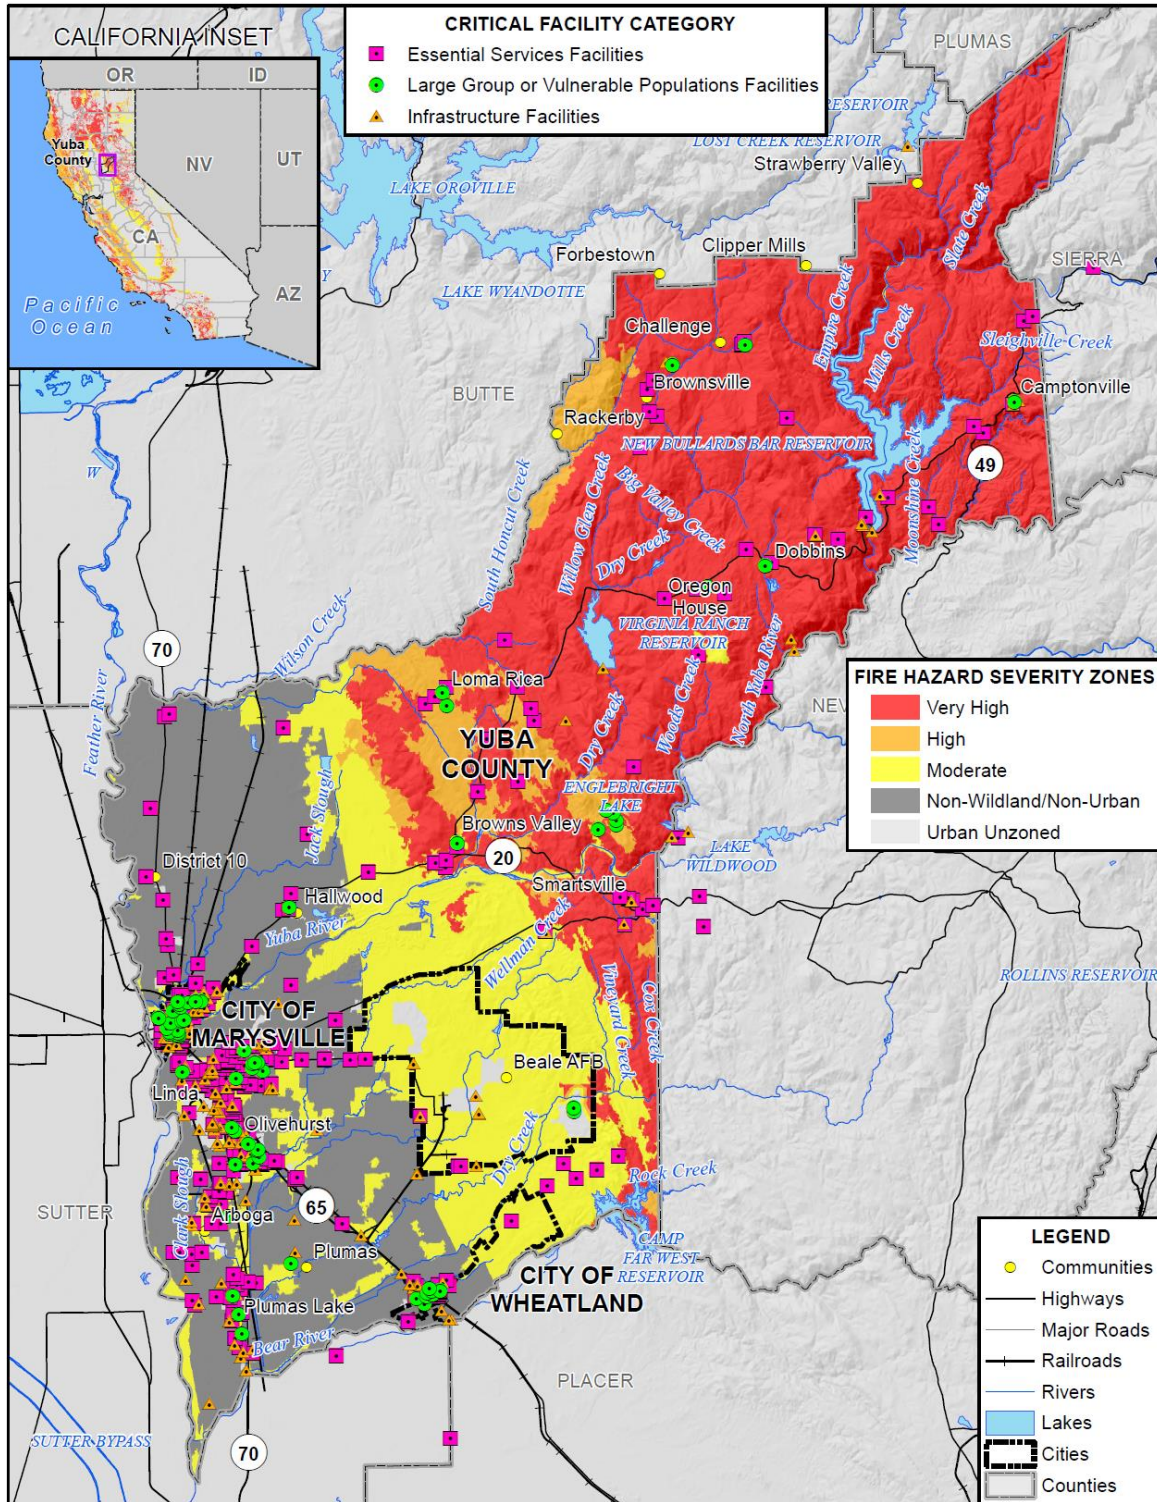 CALIFORNIA INSET
OR
ID
Yuba
County
NV
UT
CA
AZ
Pacific
Ocean
CRITICAL FACILITY CATEGORY
Essential Services Facilities
Large Group or Vulnerable Populations Facilities
Infrastructure Facilities
PLUMAS
RESERVOIR
LOST CREEK RESERVOIR
Strawberry Valley
LAKE OROVILLE
Slate Creek
Forbestown
Clipper Mills
SIERRA
Y
LAKE WYANDOTTE
Challenge
Empire Creek
Mills Creek
Sleighville Creek
BUTTE
Brownsville
Camptonville
Rackerby
NEW BULLARDS BAR RESERVOIR
W
49
South Honcut Creek
Willow Glen Creek
Big Valley Creek
Moonshine Creek
Dry Creek
Dobbins
Oregon
House
VIRGINIA RANCH
RESERVOIR
70
Wilson Creek
Feather River
Loma Rica
Woods Creek
North Yuba River
NEV
FIRE HAZARD SEVERITY ZONES
Very High
High
Moderate
Non-Wildland/Non-Urban
Urban Unzoned
YUBA
COUNTY
Dry Creek
Jack Slough
ENGLEBRIGHT
LAKE
Browns Valley
20
LAKE
WILDWOOD
District 10
Hallwood
Smartsville
Yuba River
Wellman Creek
ROLLINS RESERVOIR
CITY OF
MARYSVILLE
Vineyard Creek
Cox Creek
Beale AFB
Linda
Olivehurst
Dry Creek
Rock Creek
Clark Slough
SUTTER
Arboga
65
Plumas
CAMP
FAR WEST
RESERVOIR
CITY OF
WHEATLAND
Plumas Lake
Bear River
PLACER
SUTTER BYPASS
70
LEGEND
Communities
Highways
Major Roads
Railroads
Rivers
Lakes
Cities
Counties